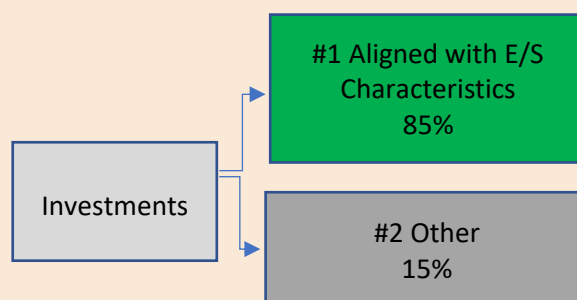 #1 Aligned with E/S
Characteristics
85%
Investments
#2 Other
15%